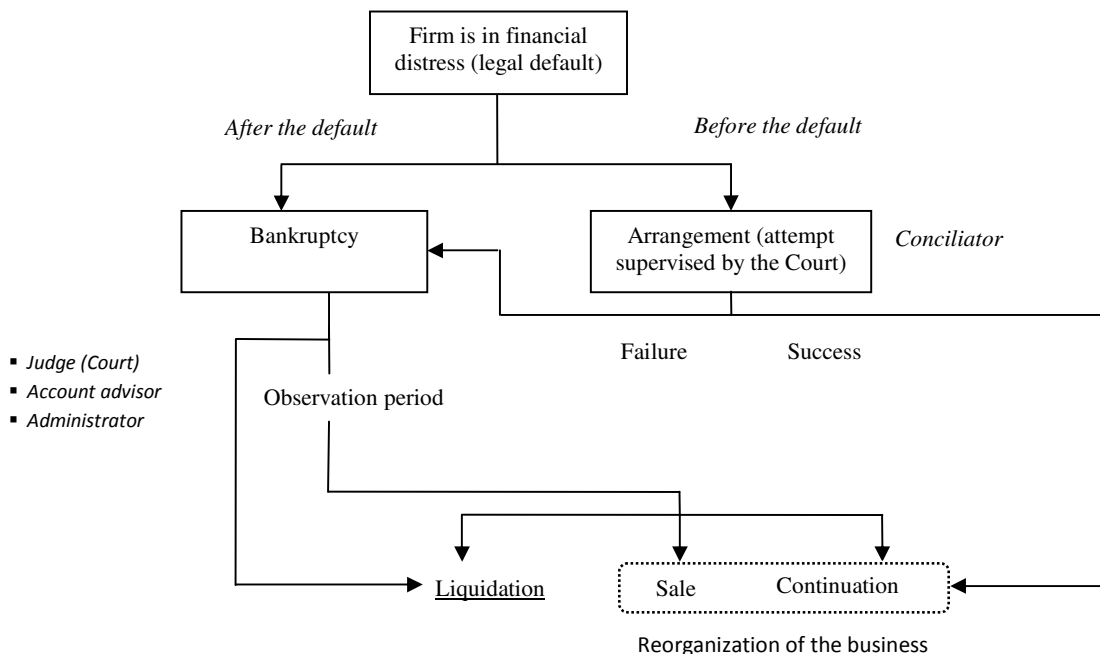 Firm is in financial
distress (legal default)
After the default
Before the default
Bankruptcy
Arrangement (attempt
supervised by the Court)
Conciliator
Failure
Success
▪ Judge (Court)
▪ Account advisor
▪ Administrator
Observation period
Liquidation
Sale
Continuation
Reorganization of the business